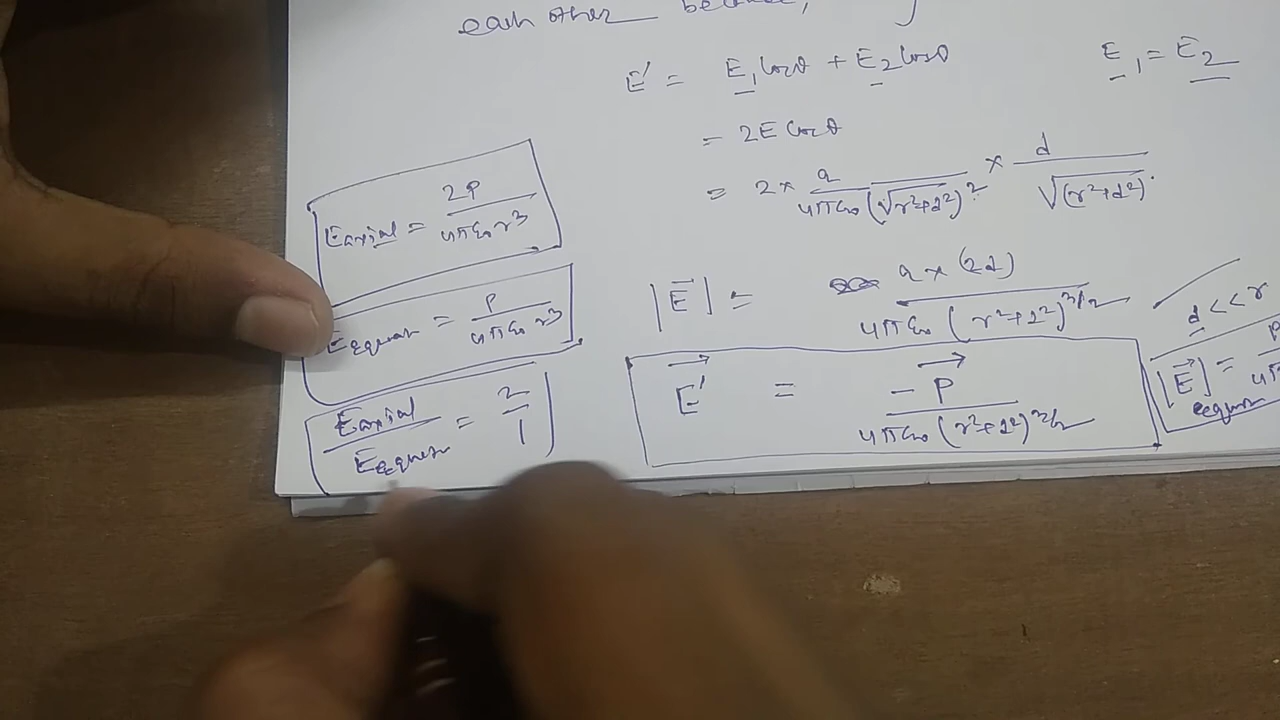 each other
E' = E₁cosθ + E₂cosθ
E₁ = E₂
= 2E cosθ
= 2 × q/4πε₀(√r²+d²)² × d/√(r²+d²)
|E⃗| = q × (2d)/4πε₀(r²+d²)^3/2
d << r
E⃗' = -P⃗/4πε₀(r²+d²)^3/2
|E⃗|equar = P/4π
Eaxial = 2P/4πε₀r³
Eequar = P/4πε₀r³
Eaxial/Eequar = 2/1